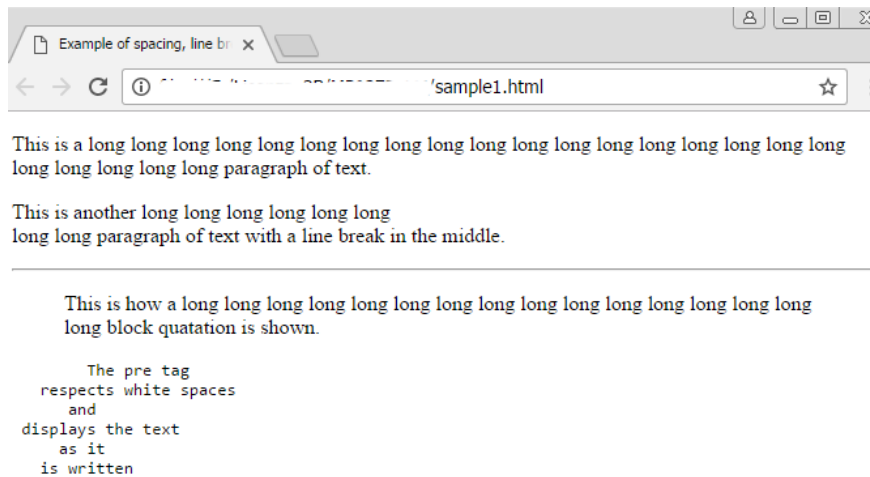 Example of spacing, line br
/sample1.html
This is a long long long long long long long long long long long long long long long long long long
long long long long long paragraph of text.
This is another long long long long long long
long long paragraph of text with a line break in the middle.
This is how a long long long long long long long long long long long long long long long
long block quatation is shown.
The pre tag
respects white spaces
and
displays the text
as it
is written